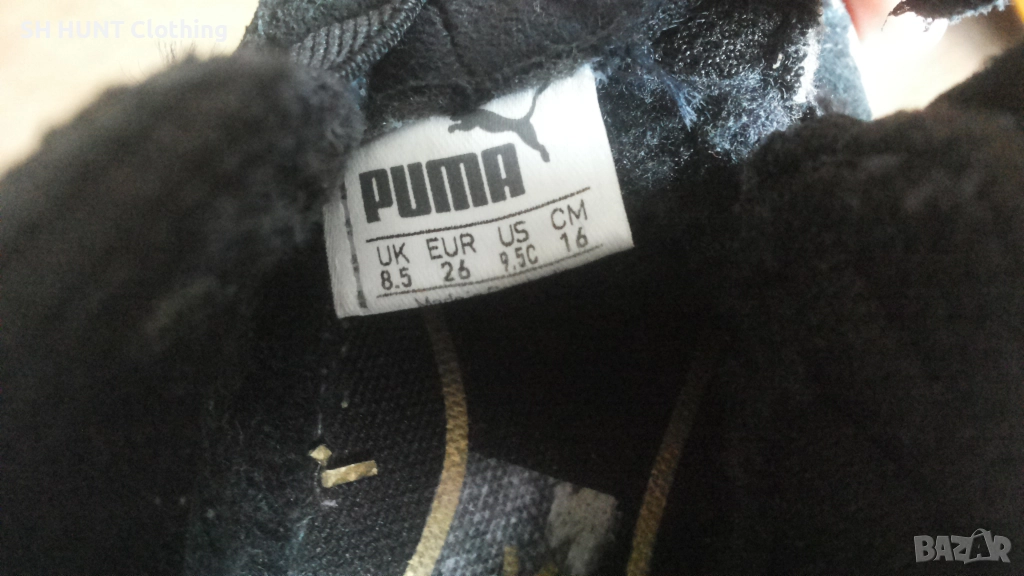 SH HUNT Clothing
PUMA
UK EUR US CM
8.5 26 9.5C 16
BAZAR